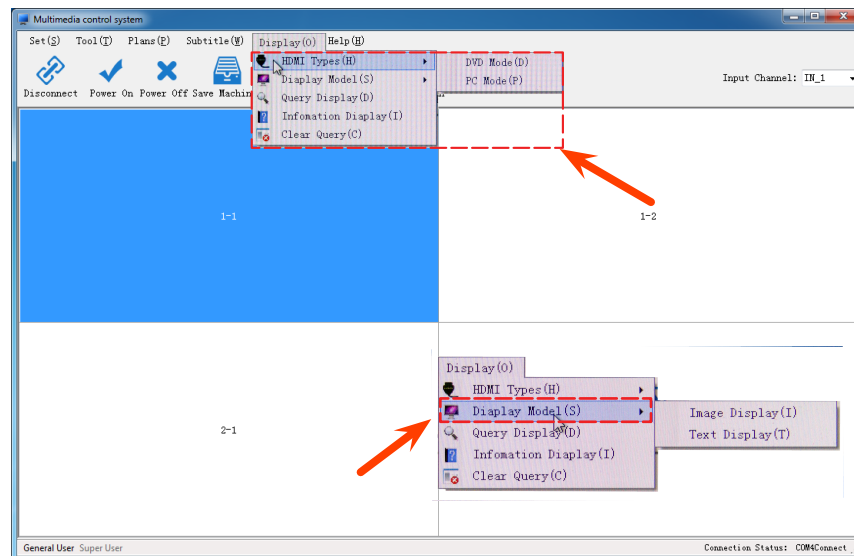 Multimedia control system
Set(S) Tool(T) Plans(P) Subtitle(W) Display(O) Help(H)
HDMI Types(H)
DVD Mode(D)
Diaplay Model(S)
PC Mode(P)
Query Display(D)
Infomation Diaplay(I)
Clear Query(C)
Disconnect Power On Power Off Save Machin
Input Channel: IN_1
1-1
1-2
2-1
Display(O)
HDMI Types(H)
Diaplay Model(S)
Image Display(I)
Query Display(D)
Text Display(T)
Infomation Diaplay(I)
Clear Query(C)
General User Super User
Connection Status: COM4Connect